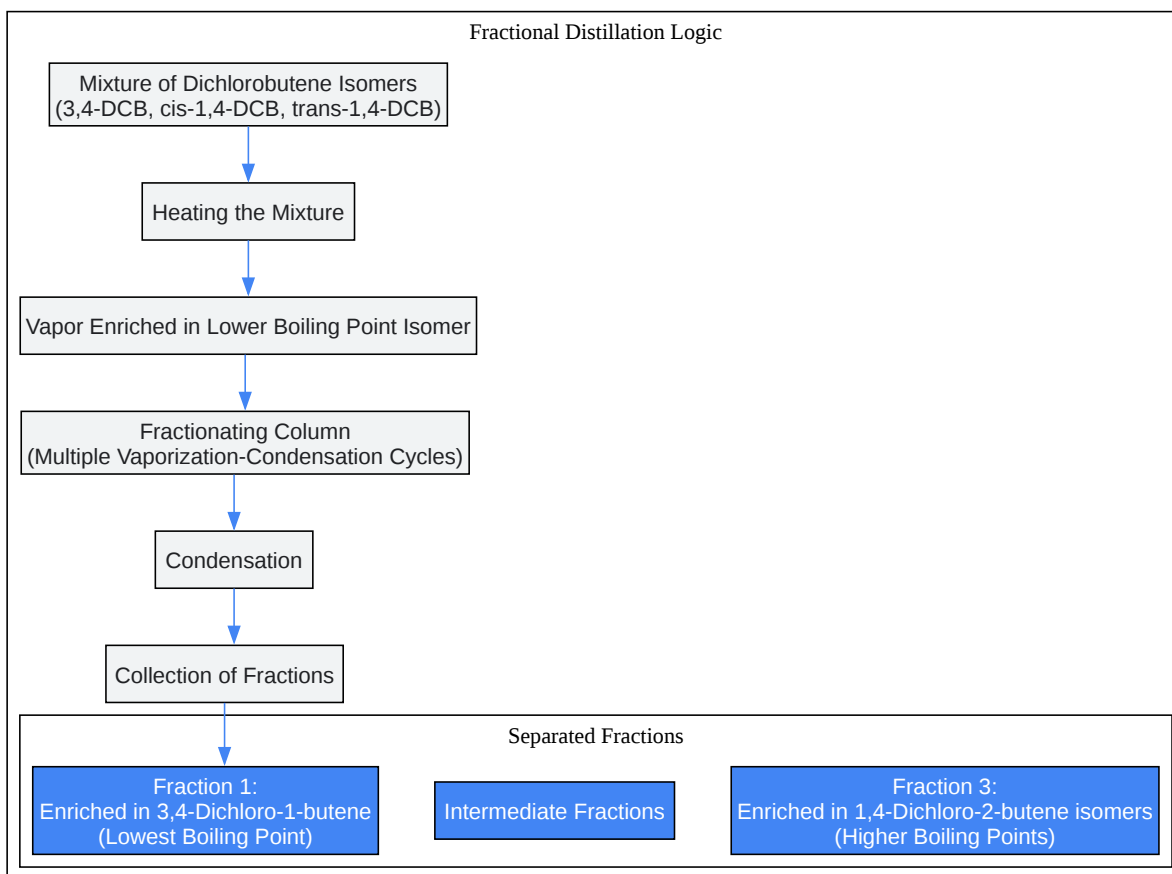 Fractional Distillation Logic
Mixture of Dichlorobutene Isomers
(3,4-DCB, cis-1,4-DCB, trans-1,4-DCB)
Heating the Mixture
Vapor Enriched in Lower Boiling Point Isomer
Fractionating Column
(Multiple Vaporization-Condensation Cycles)
Condensation
Collection of Fractions
Separated Fractions
Fraction 1:
Enriched in 3,4-Dichloro-1-butene
(Lowest Boiling Point)
Intermediate Fractions
Fraction 3:
Enriched in 1,4-Dichloro-2-butene isomers
(Higher Boiling Points)